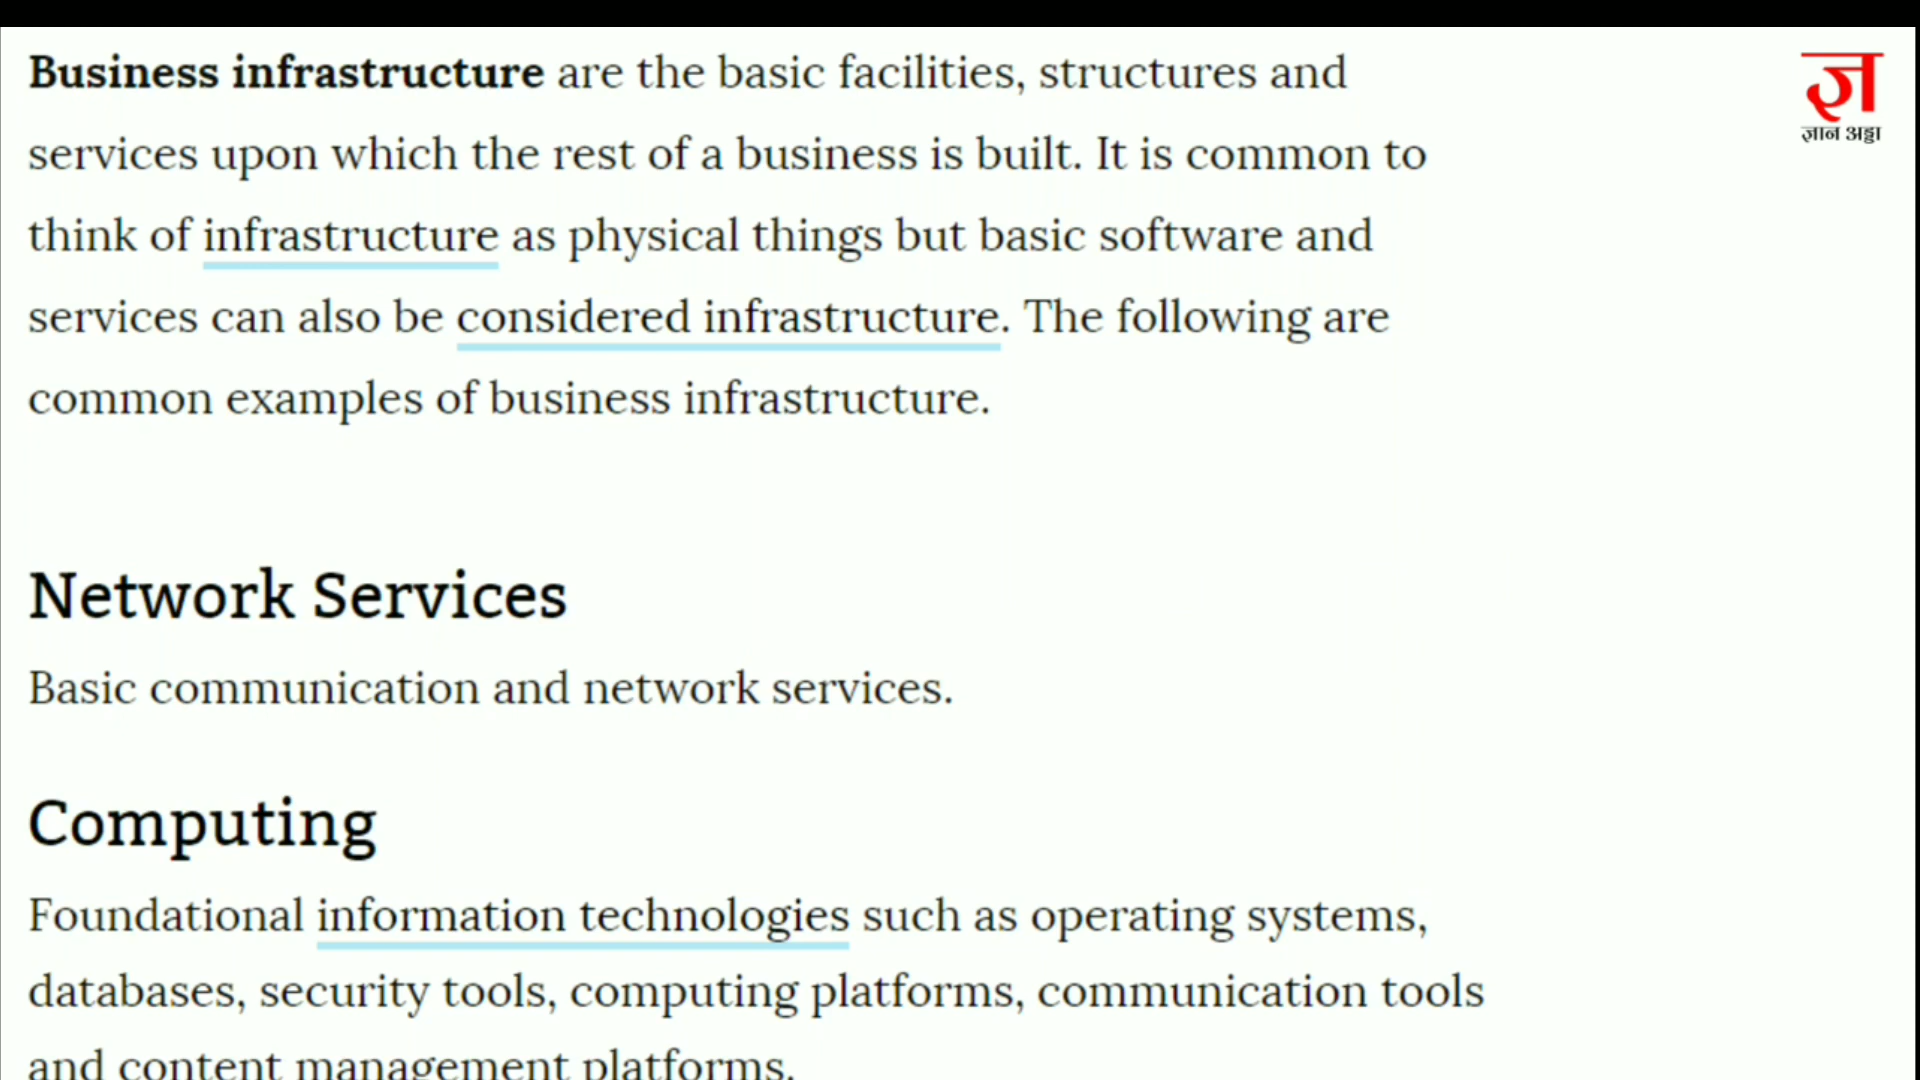 Business infrastructure are the basic facilities, structures and
services upon which the rest of a business is built. It is common to
think of infrastructure as physical things but basic software and
services can also be considered infrastructure. The following are
common examples of business infrastructure.
ज्ञ
ज्ञान अड्डा
Network Services
Basic communication and network services.
Computing
Foundational information technologies such as operating systems,
databases, security tools, computing platforms, communication tools
and content management platforms.